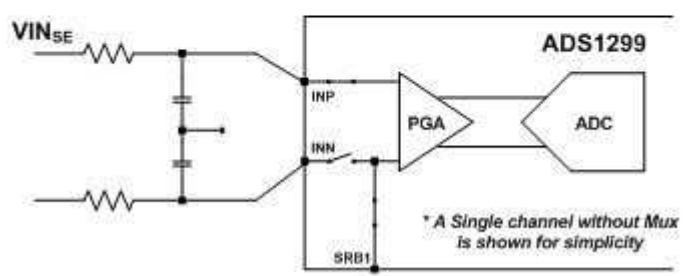 VINSE
ADS1299
INP
PGA
ADC
INN
* A Single channel without Mux
is shown for simplicity
SRB1